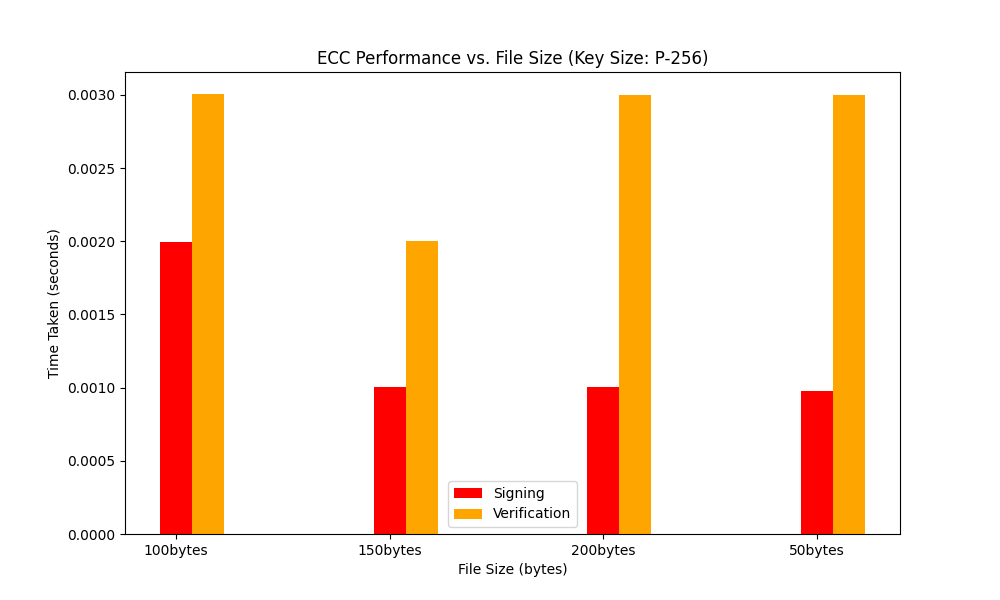 ECC Performance vs. File Size (Key Size: P-256)
Time Taken (seconds)
0.0030
0.0025
0.0020
0.0015
0.0010
0.0005
0.0000
Signing
Verification
100bytes 150bytes 200bytes 50bytes
File Size (bytes)